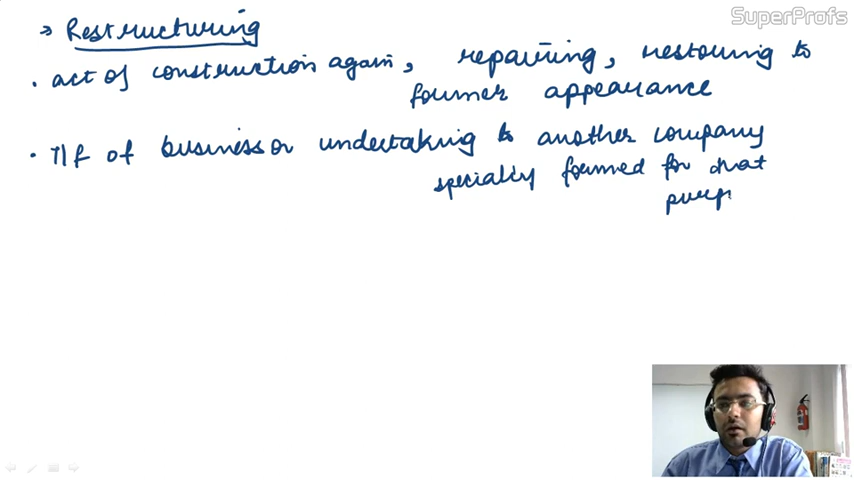 SuperProfs
→ Restructuring
• act of construction again, repairing, restoring to
former appearance
• T/f of business or undertaking to another company
specially formed for that
purp